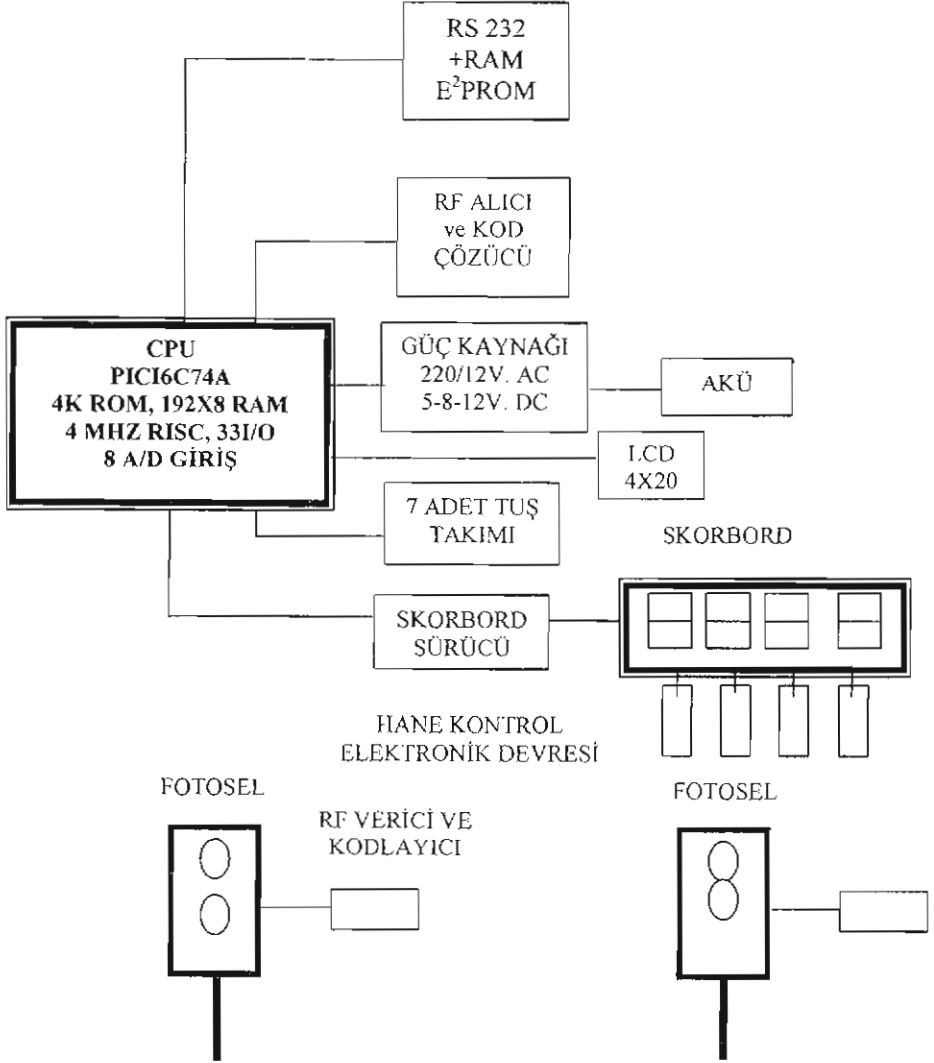 RS 232
+RAM
E²PROM
RF ALICI
ve KOD
ÇÖZÜCÜ
CPU
PICI6C74A
4K ROM, 192X8 RAM
4 MHZ RISC, 33I/O
8 A/D GİRİŞ
GÜÇ KAYNAĞI
220/12V. AC
5-8-12V. DC
AKÜ
LCD
4X20
7 ADET TUŞ
TAKIMI
SKORBORD
SKORBORD
SÜRÜCÜ
HANE KONTROL
ELEKTRONİK DEVRESİ
FOTOSEL
RF VERİCİ VE
KODLAYICI
FOTOSEL